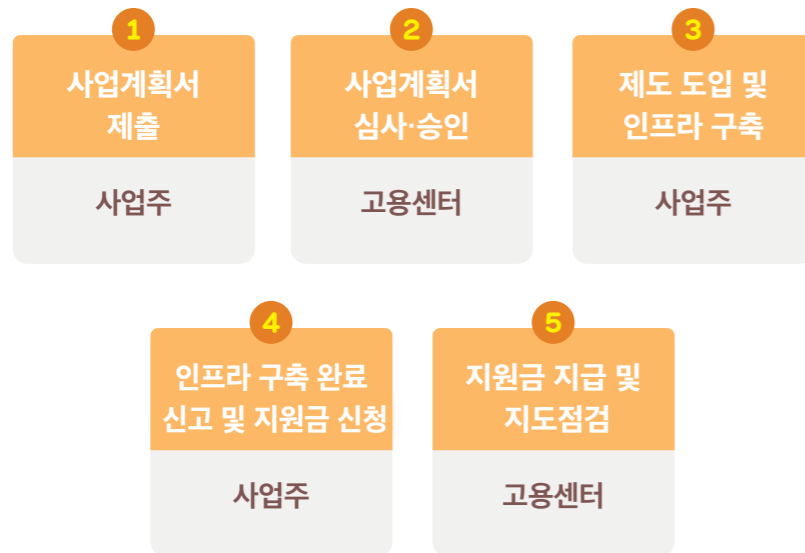 1
사업계획서
제출
사업주
2
사업계획서
심사·승인
고용센터
3
제도 도입 및
인프라 구축
사업주
4
인프라 구축 완료
신고 및 지원금 신청
사업주
5
지원금 지급 및
지도점검
고용센터